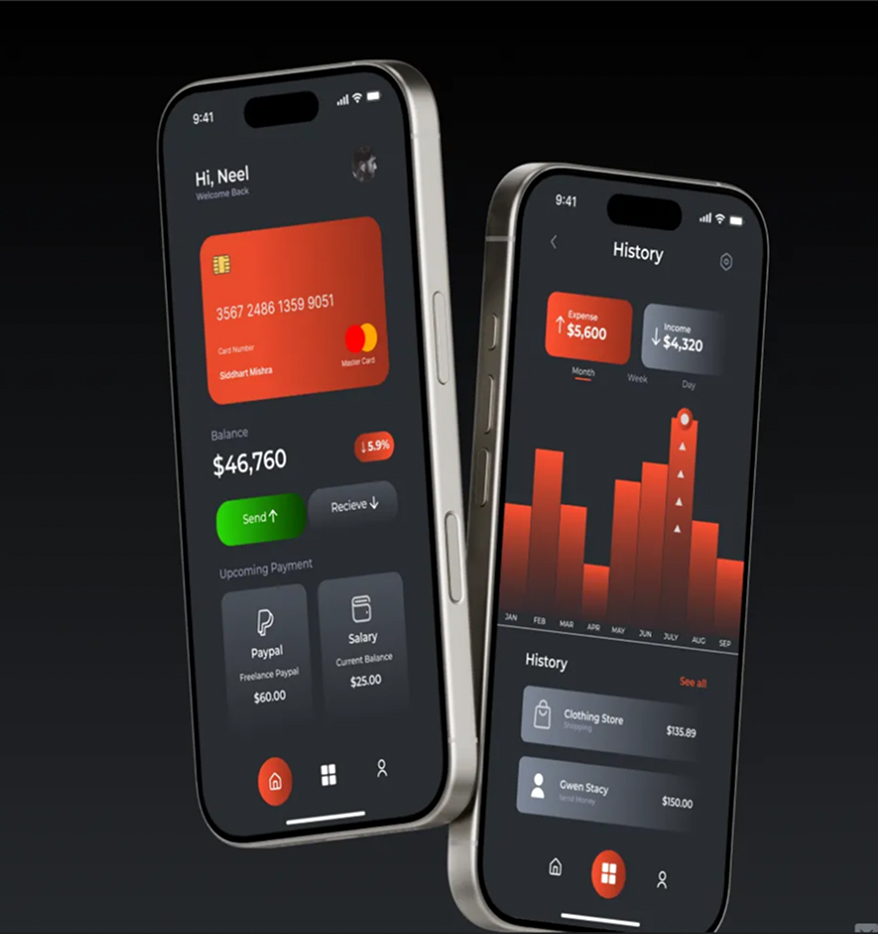 9:41
Hi, Neel
Welcome Back
3567 2486 1359 9051
Card Number
Siddhart Mishra
Master Card
Balance
$46,760
↓5.9%
Send↑
Recieve↓
Upcoming Payment
Paypal
Freelance Paypal
$60.00
Salary
Current Balance
$25.00
9:41
History
Expense
↑$5,600
Income
↓$4,320
Month Week Day
JAN FEB MAR APR MAY JUN JULY AUG SEP
History
See all
Clothing Store
Shopping
$135.89
Gwen Stacy
Send Money
$150.00